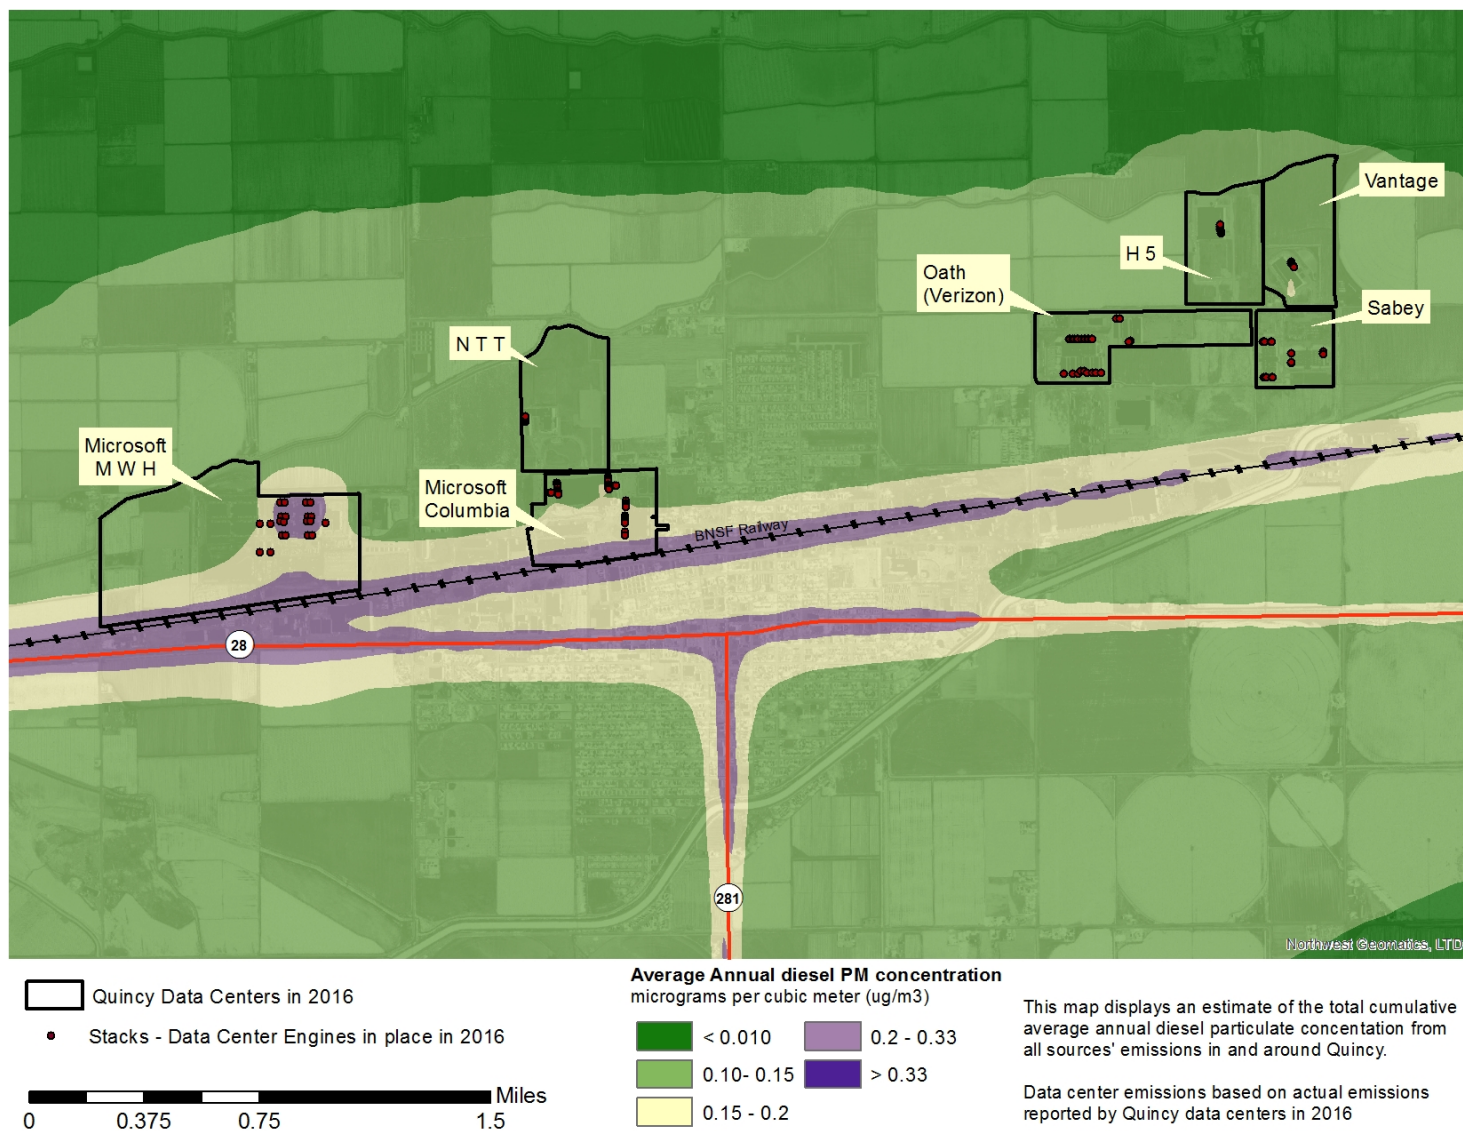 Vantage
H 5
Oath
(Verizon)
Sabey
N T T
Microsoft
M W H
Microsoft
Columbia
BNSF Railway
28
281
Northwest Geomatics, LTD
Quincy Data Centers in 2016
Stacks - Data Center Engines in place in 2016
Miles
0
0.375
0.75
1.5
Average Annual diesel PM concentration
micrograms per cubic meter (ug/m3)
< 0.010
0.10- 0.15
0.15 - 0.2
0.2 - 0.33
> 0.33
This map displays an estimate of the total cumulative
average annual diesel particulate concentation from
all sources' emissions in and around Quincy.
Data center emissions based on actual emissions
reported by Quincy data centers in 2016